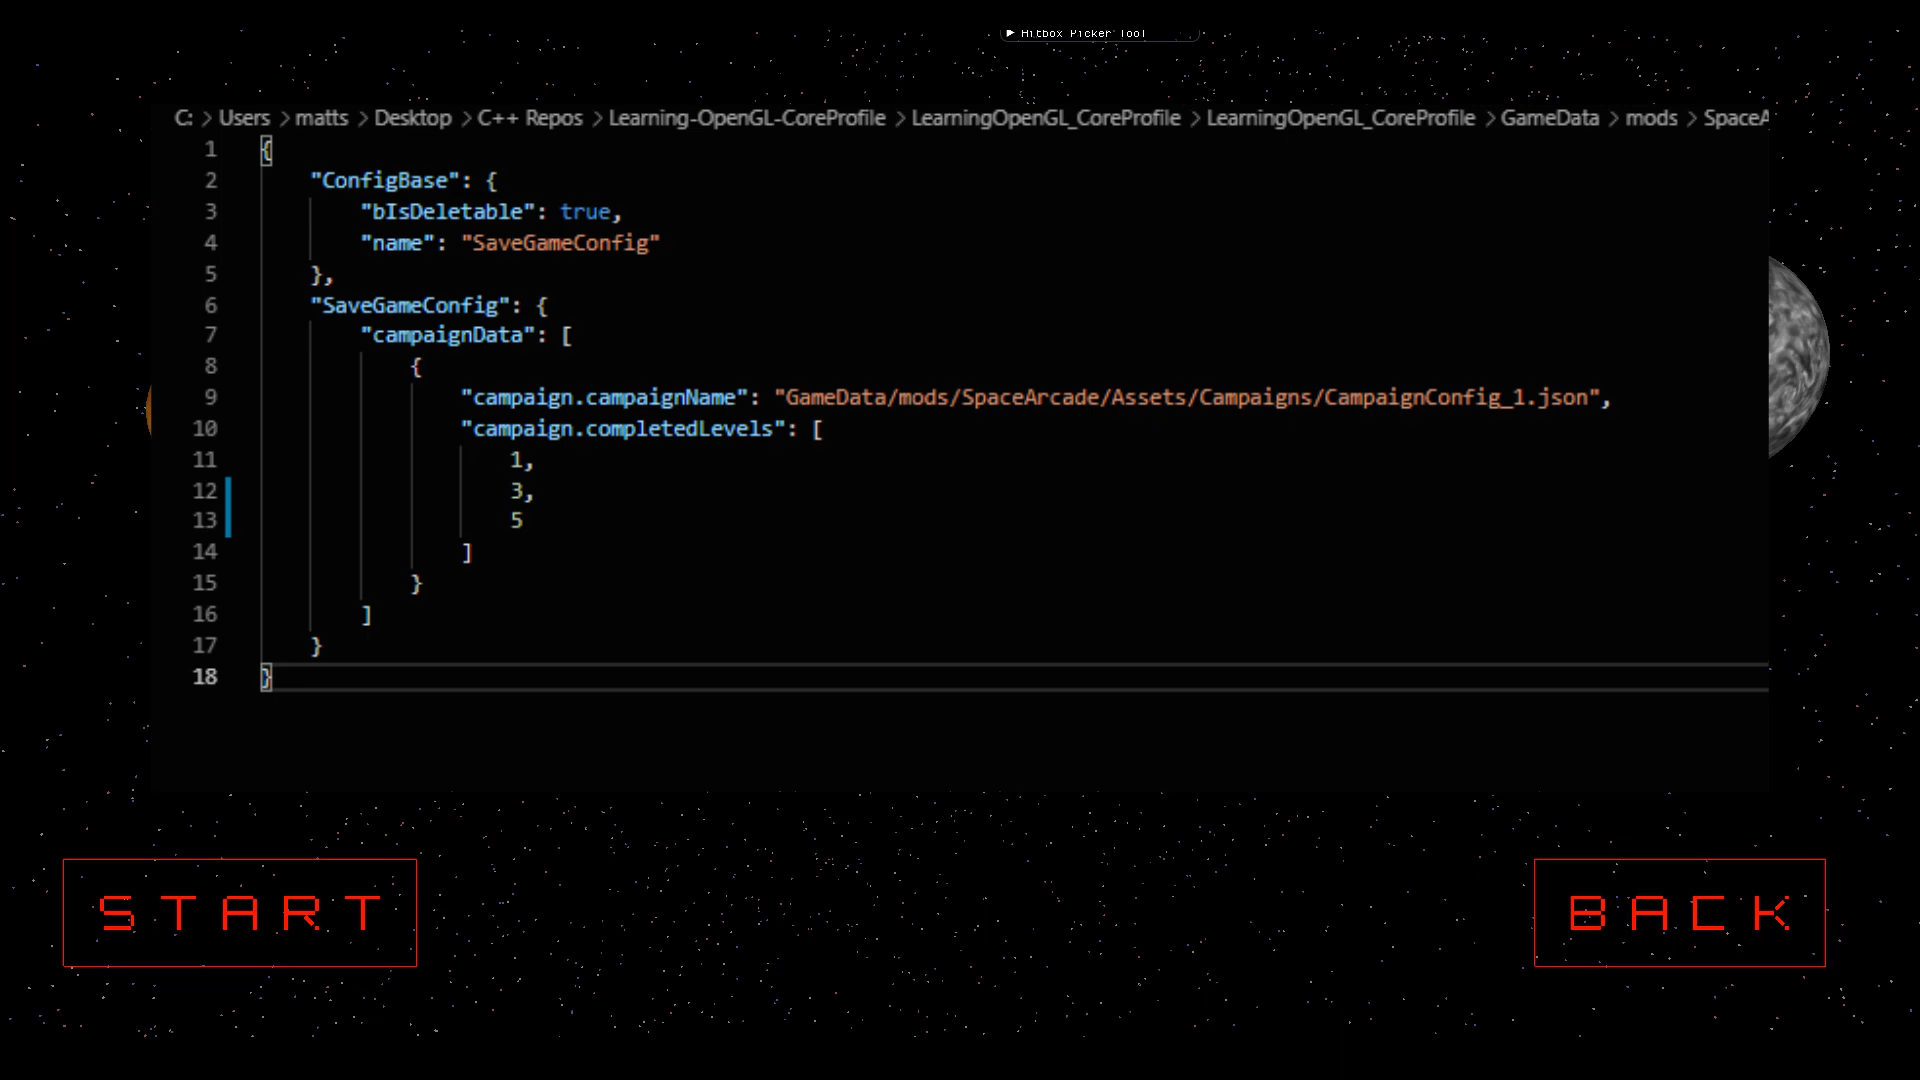 ▶ Hitbox Picker Tool
C: > Users > matts > Desktop > C++ Repos > Learning-OpenGL-CoreProfile > LearningOpenGL_CoreProfile > LearningOpenGL_CoreProfile > GameData > mods > SpaceA
1 {
2 "ConfigBase": {
3 "bIsDeletable": true,
4 "name": "SaveGameConfig"
5 },
6 "SaveGameConfig": {
7 "campaignData": [
8 {
9 "campaign.campaignName": "GameData/mods/SpaceArcade/Assets/Campaigns/CampaignConfig_1.json",
10 "campaign.completedLevels": [
11 1,
12 3,
13 5
14 ]
15 }
16 ]
17 }
18 }
START
BACK